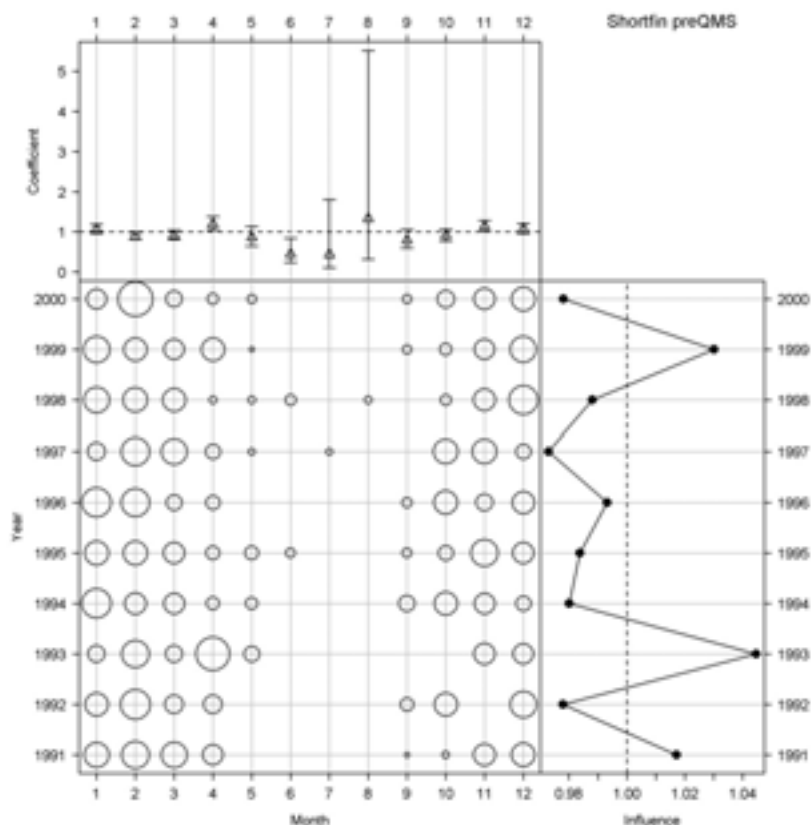 Shortfin preQMS
1 2 3 4 5 6 7 8 9 10 11 12
Coefficient
5
4
3
2
1
0
Year
2000 2000
1999 1999
1998 1998
1997 1997
1996 1996
1995 1995
1994 1994
1993 1993
1992 1992
1991 1991
1 2 3 4 5 6 7 8 9 10 11 12
0.98 1.00 1.02 1.04
Month
Influence